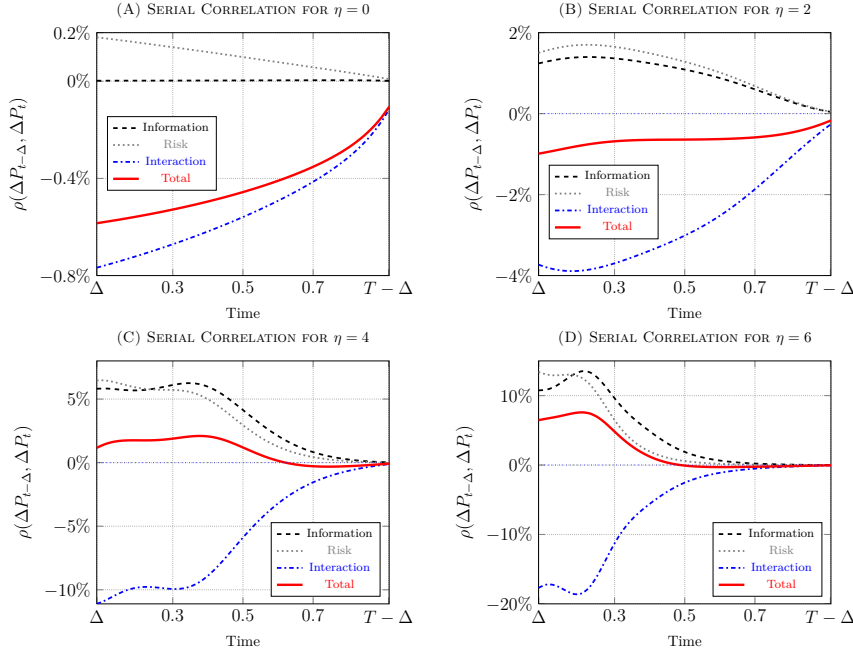 (A) Serial Correlation for η = 0
0.2%
0%
−0.4%
−0.8%
ρ(ΔP_{t−Δ}, ΔP_t)
Information
Risk
Interaction
Total
Δ 0.3 0.5 0.7 T − Δ
Time
(B) Serial Correlation for η = 2
2%
0%
−2%
−4%
ρ(ΔP_{t−Δ}, ΔP_t)
Information
Risk
Interaction
Total
Δ 0.3 0.5 0.7 T − Δ
Time
(C) Serial Correlation for η = 4
5%
0%
−5%
−10%
ρ(ΔP_{t−Δ}, ΔP_t)
Information
Risk
Interaction
Total
Δ 0.3 0.5 0.7 T − Δ
Time
(D) Serial Correlation for η = 6
10%
0%
−10%
−20%
ρ(ΔP_{t−Δ}, ΔP_t)
Information
Risk
Interaction
Total
Δ 0.3 0.5 0.7 T − Δ
Time